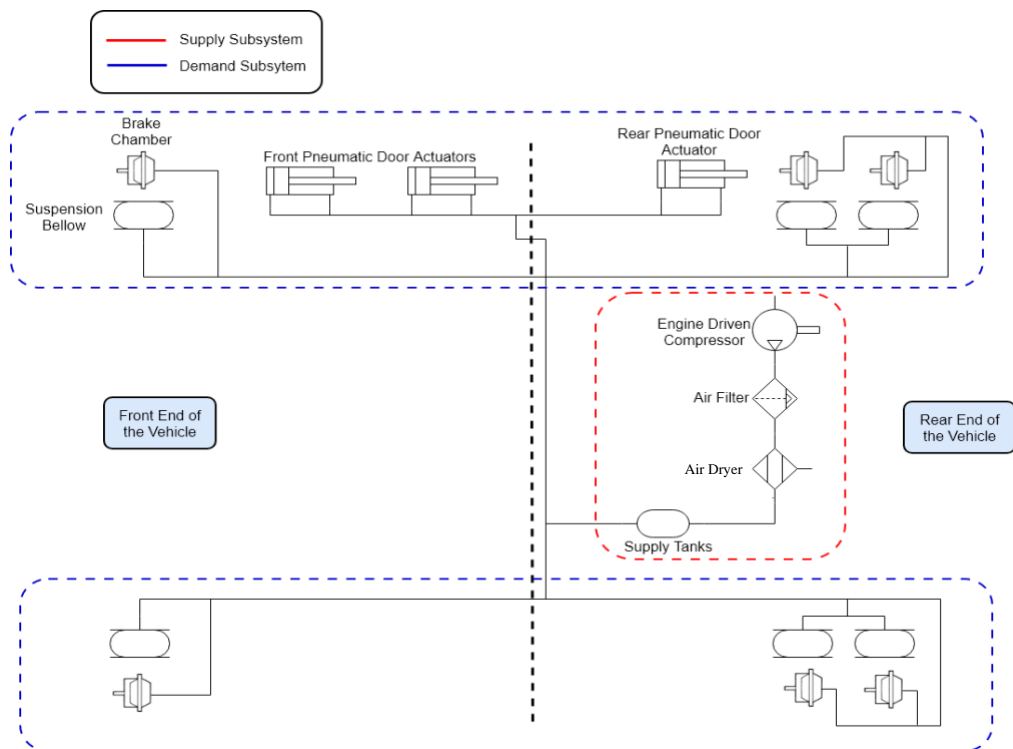 Supply Subsystem
Demand Subsytem
Brake
Chamber
Front Pneumatic Door Actuators
Rear Pneumatic Door
Actuator
Suspension
Bellow
Engine Driven
Compressor
Air Filter
Front End of
the Vehicle
Rear End of
the Vehicle
Air Dryer
Supply Tanks